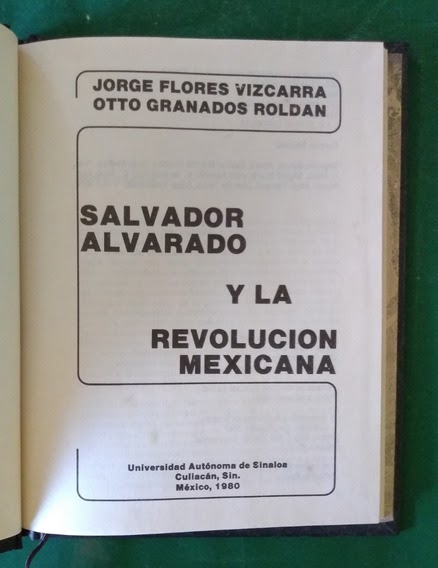 JORGE FLORES VIZCARRA
OTTO GRANADOS ROLDAN
SALVADOR
ALVARADO
Y LA
REVOLUCION
MEXICANA
Universidad Autónoma de Sinaloa
Culiacán, Sin.
México, 1980